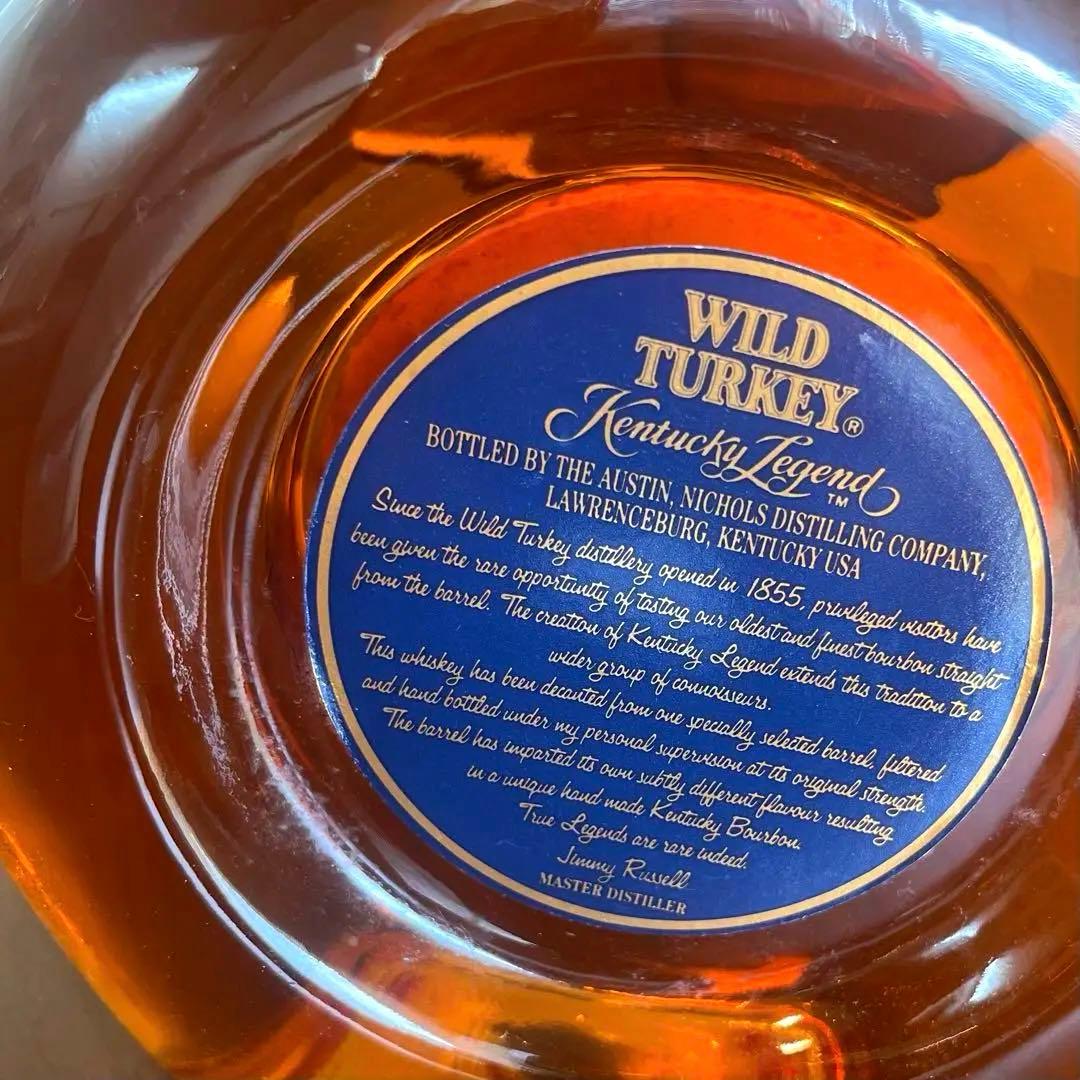 WILD
TURKEY®
Kentucky Legend™
BOTTLED BY THE AUSTIN, NICHOLS DISTILLING COMPANY,
LAWRENCEBURG, KENTUCKY USA
Since the Wild Turkey distillery opened in 1855, privileged visitors have
been given the rare opportunity of tasting our oldest and finest bourbon straight
from the barrel. The creation of Kentucky Legend extends this tradition to a
wider group of connoisseurs.
This whiskey has been decanted from one specially selected barrel, filtered
and hand bottled under my personal supervision at its original strength.
The barrel has imparted its own subtly different flavour resulting
in a unique hand made Kentucky Bourbon.
True Legends are rare indeed.
Jimmy Russell
MASTER DISTILLER